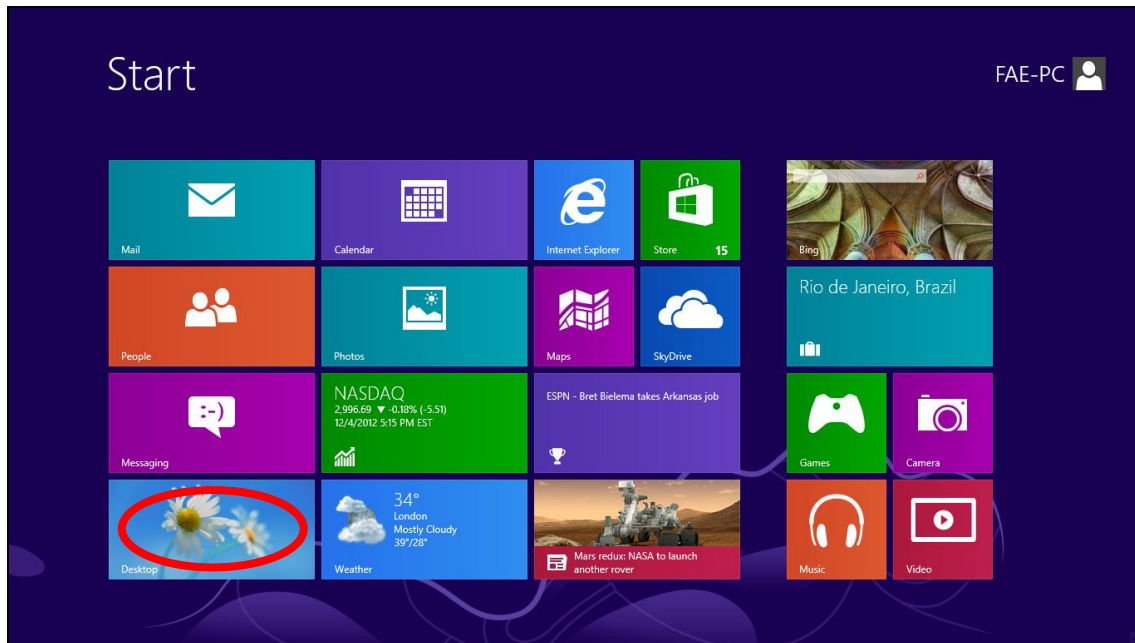 Start
FAE-PC
Mail
Calendar
Internet Explorer
Store 15
Bing
People
Photos
Maps
SkyDrive
Rio de Janeiro, Brazil
:-)
Messaging
NASDAQ
2,996.69 ▼ -0.18% (-5.51)
12/4/2012 5:15 PM EST
ESPN - Bret Bielema takes Arkansas job
Games
Camera
Desktop
34°
London
Mostly Cloudy
39°/28°
Weather
Mars redux: NASA to launch
another rover
Music
Video